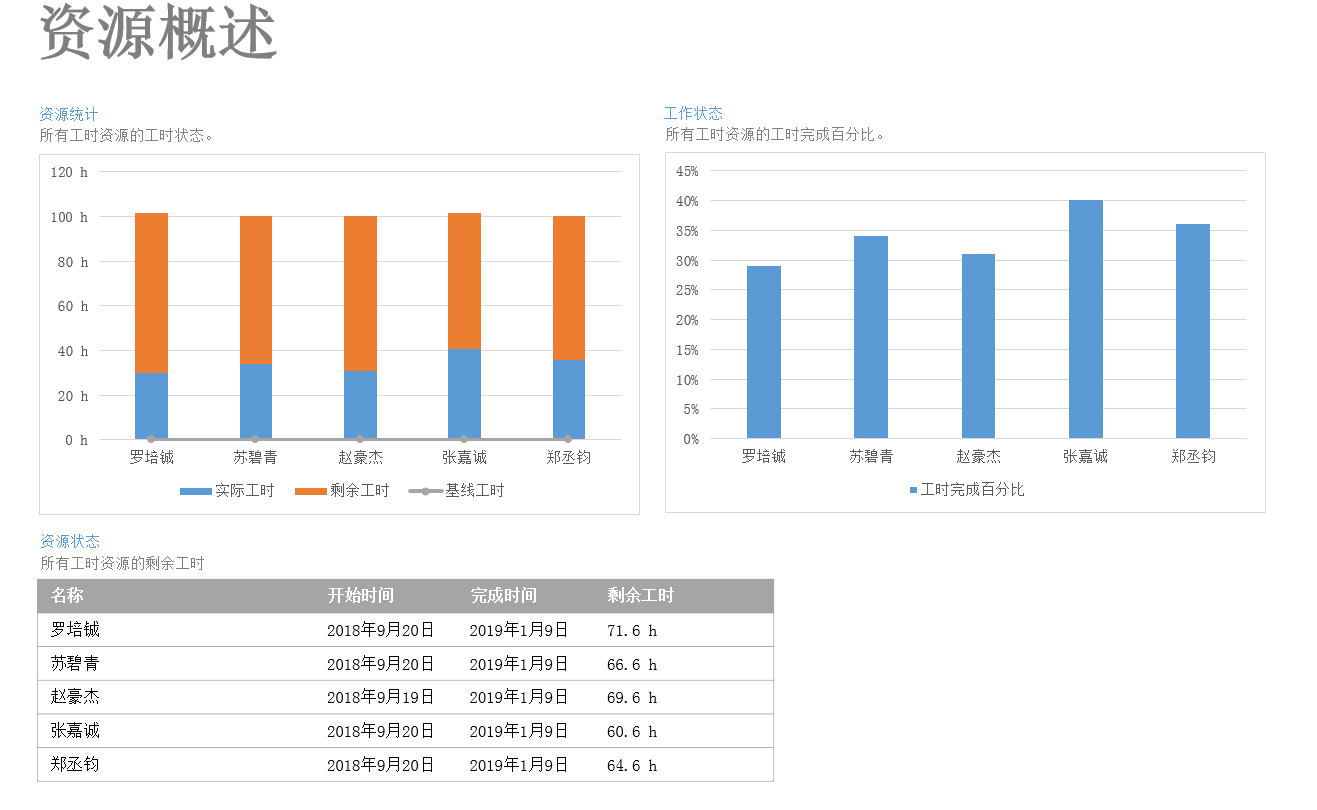 资源概述
资源统计
所有工时资源的工时状态。
120 h
100 h
80 h
60 h
40 h
20 h
0 h
罗培铖 苏碧青 赵豪杰 张嘉诚 郑丞钧
实际工时 剩余工时 基线工时
工作状态
所有工时资源的工时完成百分比。
45%
40%
35%
30%
25%
20%
15%
10%
5%
0%
罗培铖 苏碧青 赵豪杰 张嘉诚 郑丞钧
工时完成百分比
资源状态
所有工时资源的剩余工时
名称 开始时间 完成时间 剩余工时
罗培铖 2018年9月20日 2019年1月9日 71.6 h
苏碧青 2018年9月20日 2019年1月9日 66.6 h
赵豪杰 2018年9月19日 2019年1月9日 69.6 h
张嘉诚 2018年9月20日 2019年1月9日 60.6 h
郑丞钧 2018年9月20日 2019年1月9日 64.6 h